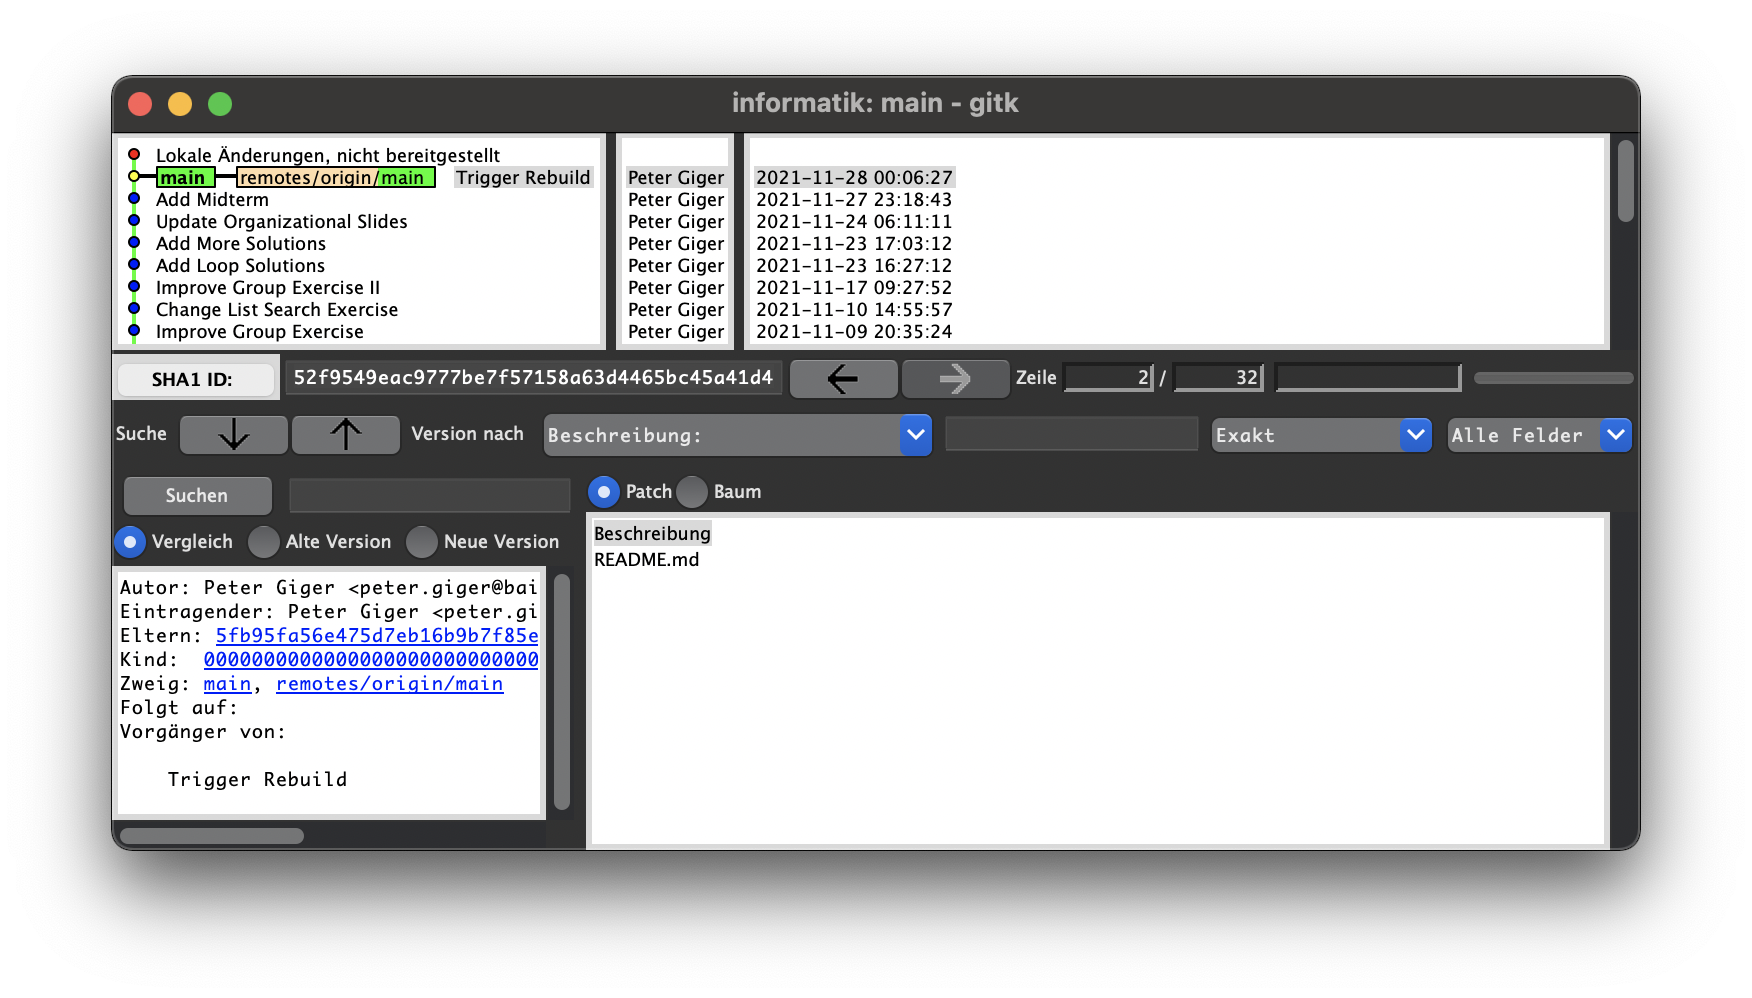 informatik: main - gitk
Lokale Änderungen, nicht bereitgestellt
main remotes/origin/main Trigger Rebuild Peter Giger 2021-11-28 00:06:27
Add Midterm Peter Giger 2021-11-27 23:18:43
Update Organizational Slides Peter Giger 2021-11-24 06:11:11
Add More Solutions Peter Giger 2021-11-23 17:03:12
Add Loop Solutions Peter Giger 2021-11-23 16:27:12
Improve Group Exercise II Peter Giger 2021-11-17 09:27:52
Change List Search Exercise Peter Giger 2021-11-10 14:55:57
Improve Group Exercise Peter Giger 2021-11-09 20:35:24
SHA1 ID: 52f9549eac9777be7f57158a63d4465bc45a41d4 Zeile 2 / 32
Suche Version nach Beschreibung: Exakt Alle Felder
Suchen
Vergleich Alte Version Neue Version
Autor: Peter Giger <peter.giger@bai
Eintragender: Peter Giger <peter.gi
Eltern: 5fb95fa56e475d7eb16b9b7f85e
Kind: 0000000000000000000000000000
Zweig: main, remotes/origin/main
Folgt auf:
Vorgänger von:
Trigger Rebuild
Patch Baum
Beschreibung
README.md